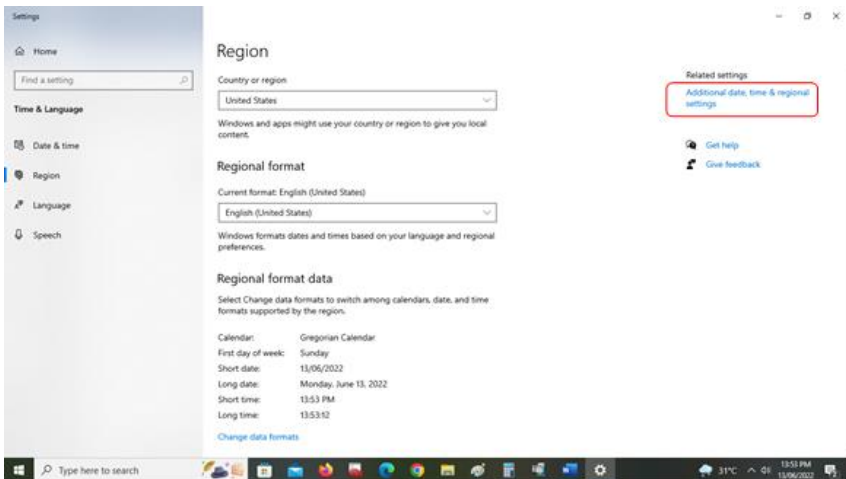 Settings
Home
Find a setting
Time & Language
Date & time
Region
Language
Speech
Region
Country or region
United States
Windows and apps might use your country or region to give you local
content.
Regional format
Current format: English (United States)
English (United States)
Windows formats dates and times based on your language and regional
preferences.
Regional format data
Select Change data formats to switch among calendars, date, and time
formats supported by the region.
Calendar: Gregorian Calendar
First day of week: Sunday
Short date: 13/06/2022
Long date: Monday, June 13, 2022
Short time: 13:53 PM
Long time: 13:53:12
Change data formats
Related settings
Additional date, time & regional
settings
Get help
Give feedback
Type here to search
31°C
13:53 PM
13/06/2022